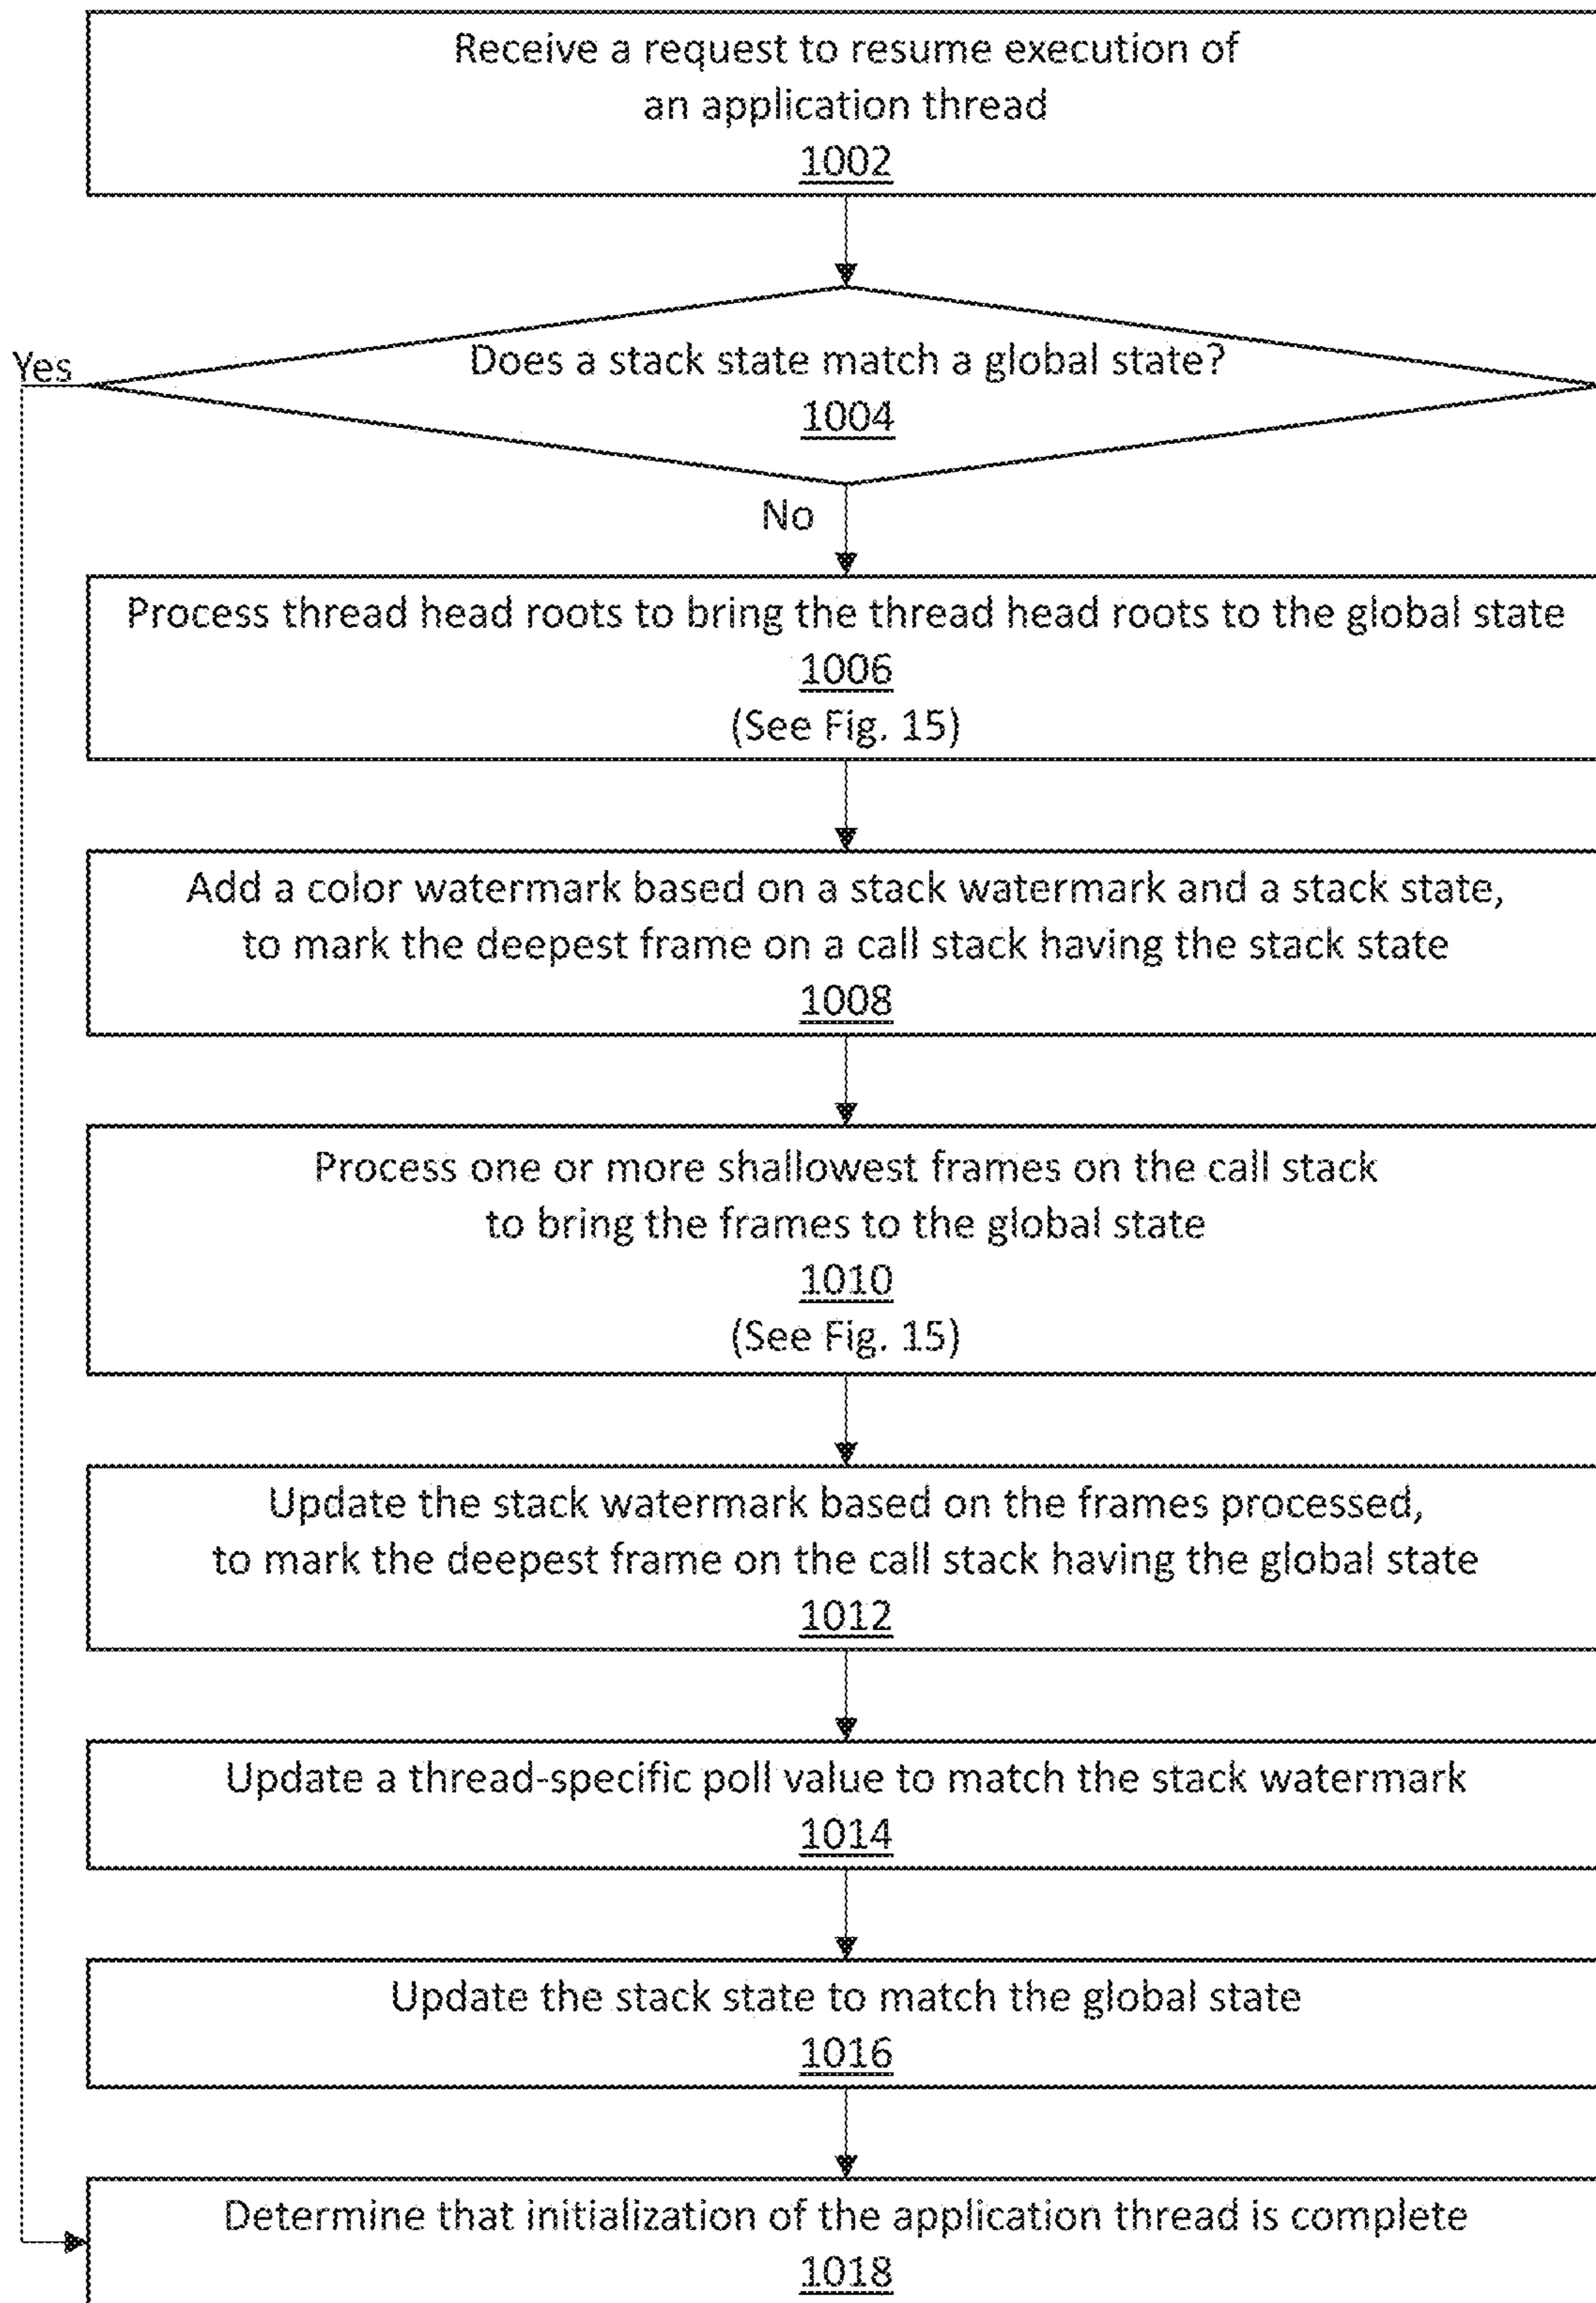 Receive a request to resume execution of
an application thread
1002
Does a stack state match a global state?
1004
Yes
No
Process thread head roots to bring the thread head roots to the global state
1006
(See Fig. 15)
Add a color watermark based on a stack watermark and a stack state,
to mark the deepest frame on a call stack having the stack state
1008
Process one or more shallowest frames on the call stack
to bring the frames to the global state
1010
(See Fig. 15)
Update the stack watermark based on the frames processed,
to mark the deepest frame on the call stack having the global state
1012
Update a thread-specific poll value to match the stack watermark
1014
Update the stack state to match the global state
1016
Determine that initialization of the application thread is complete
1018